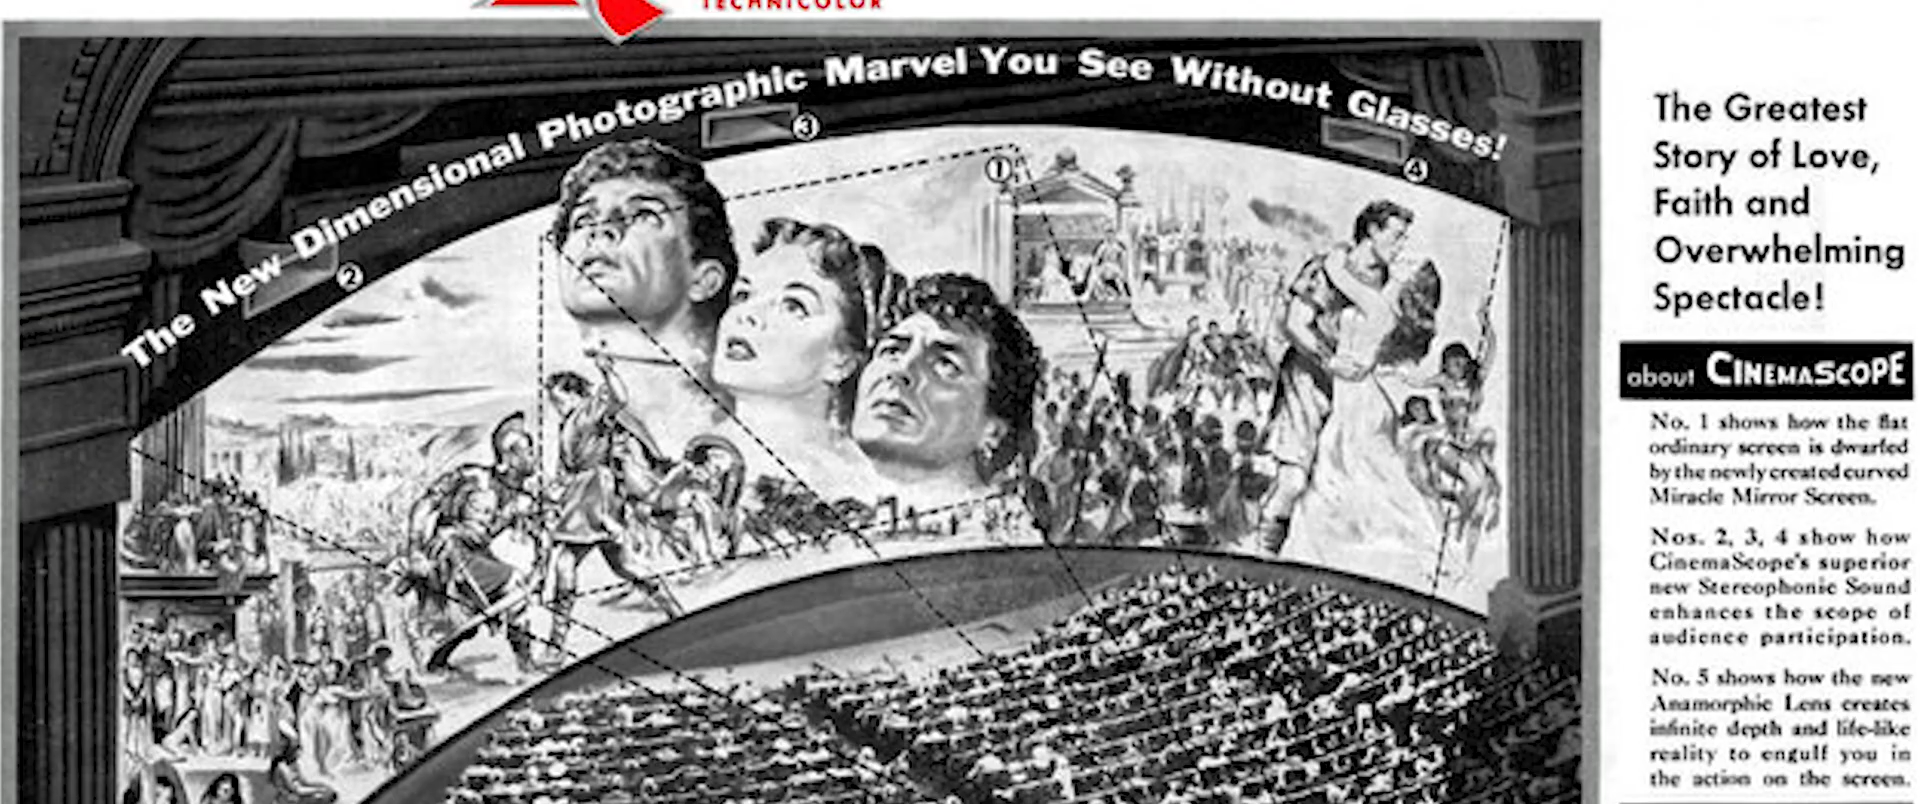 TECHNICOLOR
The New Dimensional Photographic Marvel You See Without Glasses!
3
1
4
2
The Greatest
Story of Love,
Faith and
Overwhelming
Spectacle!
about CINEMASCOPE
No. 1 shows how the flat
ordinary screen is dwarfed
by the newly created curved
Miracle Mirror Screen.
Nos. 2, 3, 4 show how
CinemaScope's superior
new Stereophonic Sound
enhances the scope of
audience participation.
No. 5 shows how the new
Anamorphic Lens creates
infinite depth and life-like
reality to engulf you in
the action on the screen.